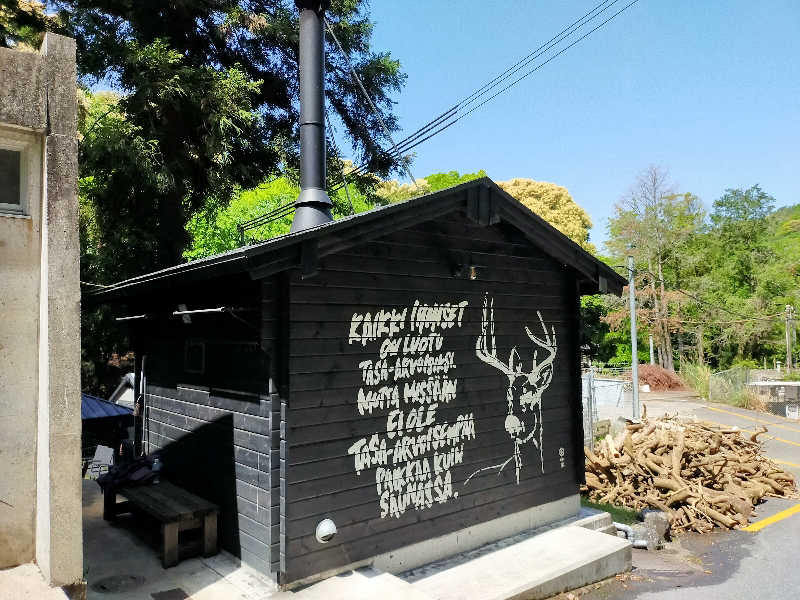 KAIKKI IHMISET
ON LUOTU
TASA-ARVOISIKSI.
MUTTA MISSÄÄN
EI OLE
TASA-ARVOISEMPAA
PAIKKAA KUIN
SAUNASSA.